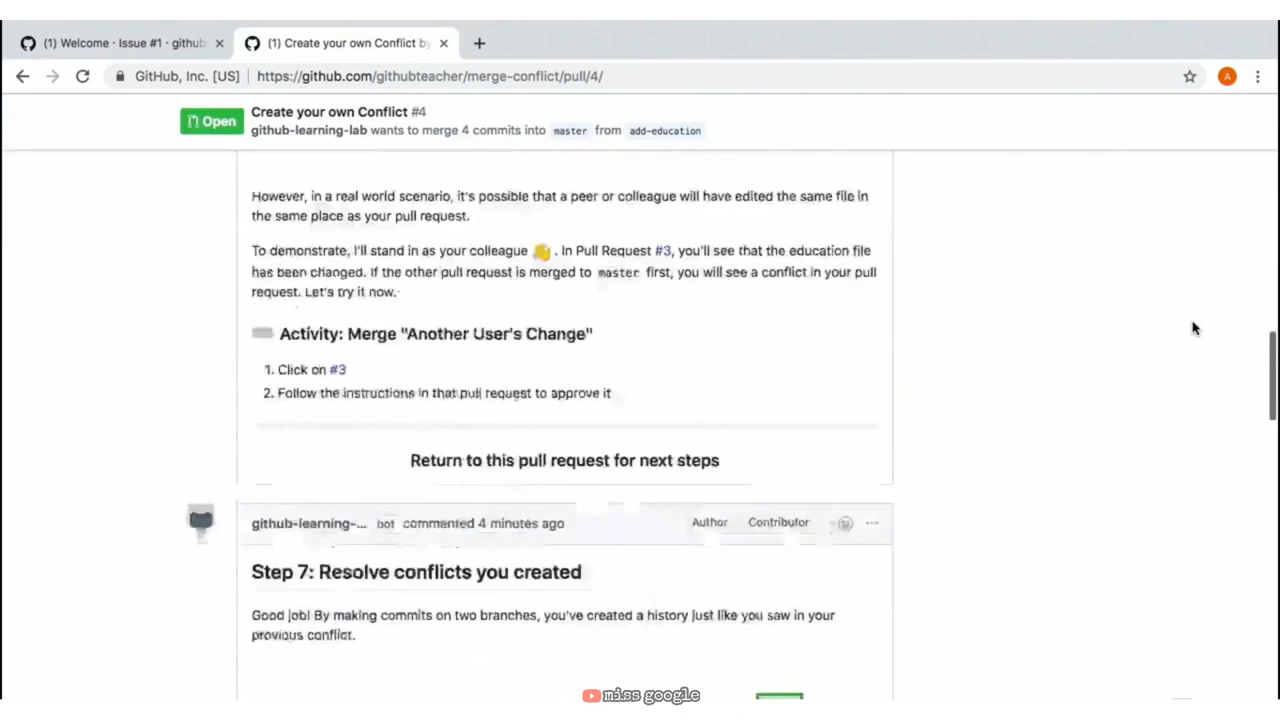 (1) Welcome · Issue #1 · github
(1) Create your own Conflict by
GitHub, Inc. [US]
https://github.com/githubteacher/merge-conflict/pull/4/
A
Open
Create your own Conflict #4
github-learning-lab wants to merge 4 commits into master from add-education
However, in a real world scenario, it's possible that a peer or colleague will have edited the same file in
the same place as your pull request.
To demonstrate, I'll stand in as your colleague 👋. In Pull Request #3, you'll see that the education file
has been changed. If the other pull request is merged to master first, you will see a conflict in your pull
request. Let's try it now.
Activity: Merge "Another User's Change"
1. Click on #3
2. Follow the instructions in that pull request to approve it
Return to this pull request for next steps
github-learning-... bot commented 4 minutes ago
Author
Contributor
Step 7: Resolve conflicts you created
Good job! By making commits on two branches, you've created a history just like you saw in your
previous conflict.
miss google